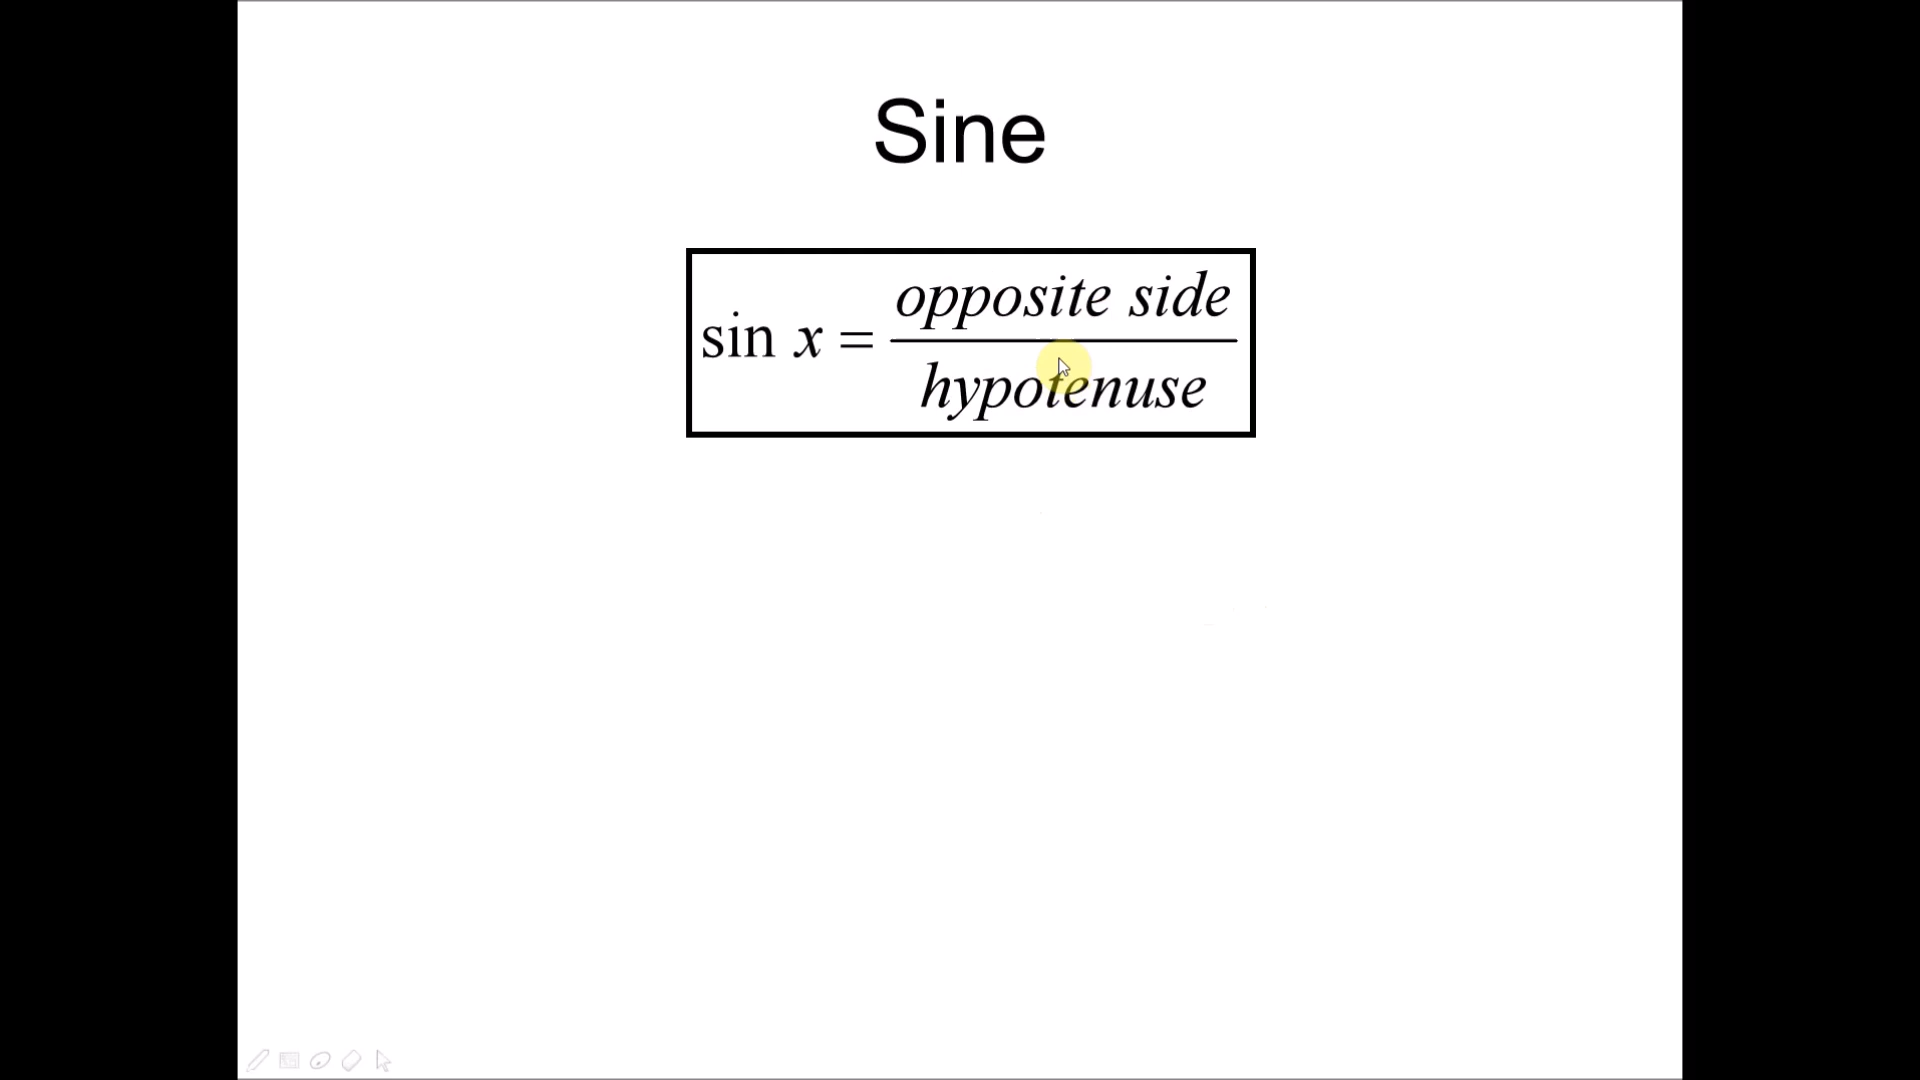 Sine
sin x = opposite side / hypotenuse